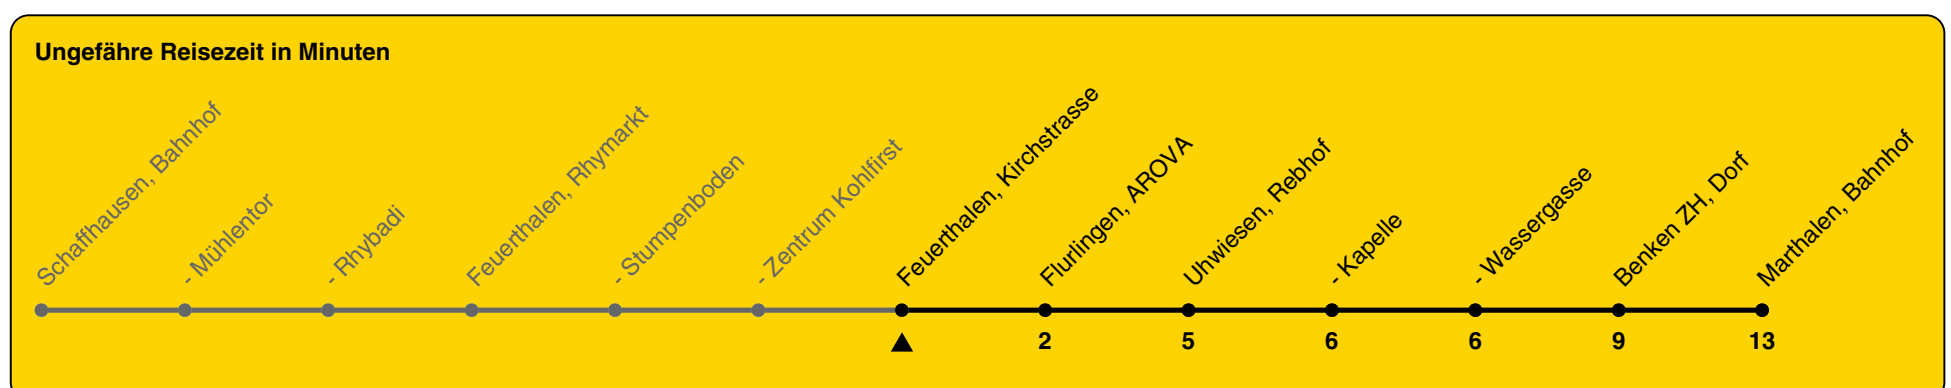 Ungefähre Reisezeit in Minuten
Schaffhausen, Bahnhof
- Mühlentor
- Rhybadi
Feuerthalen, Rhymarkt
- Stumpenboden
- Zentrum Kohlfirst
Feuerthalen, Kirchstrasse
Flurlingen, AROVA
Uhwiesen, Rebhof
- Kapelle
- Wassergasse
Benken ZH, Dorf
Marthalen, Bahnhof
2 5 6 6 9 13